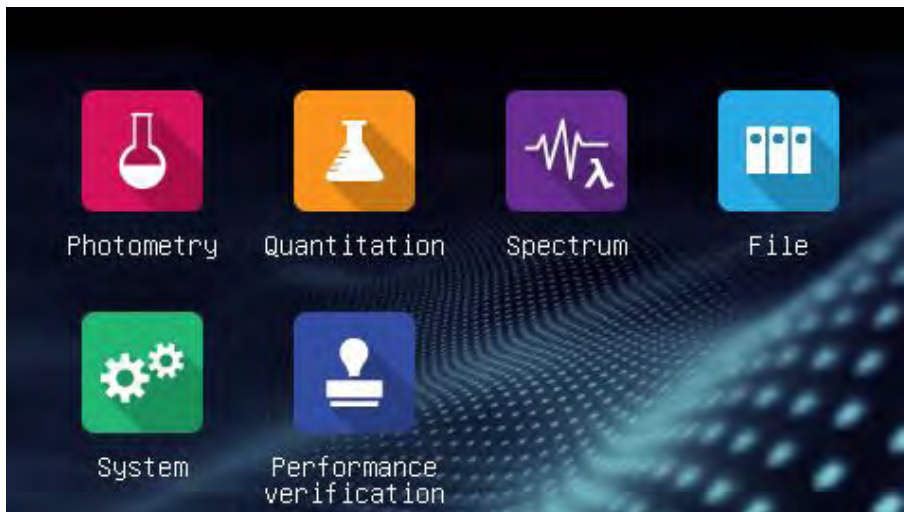 Photometry
Quantitation
Spectrum
λ
File
System
Performance
verification